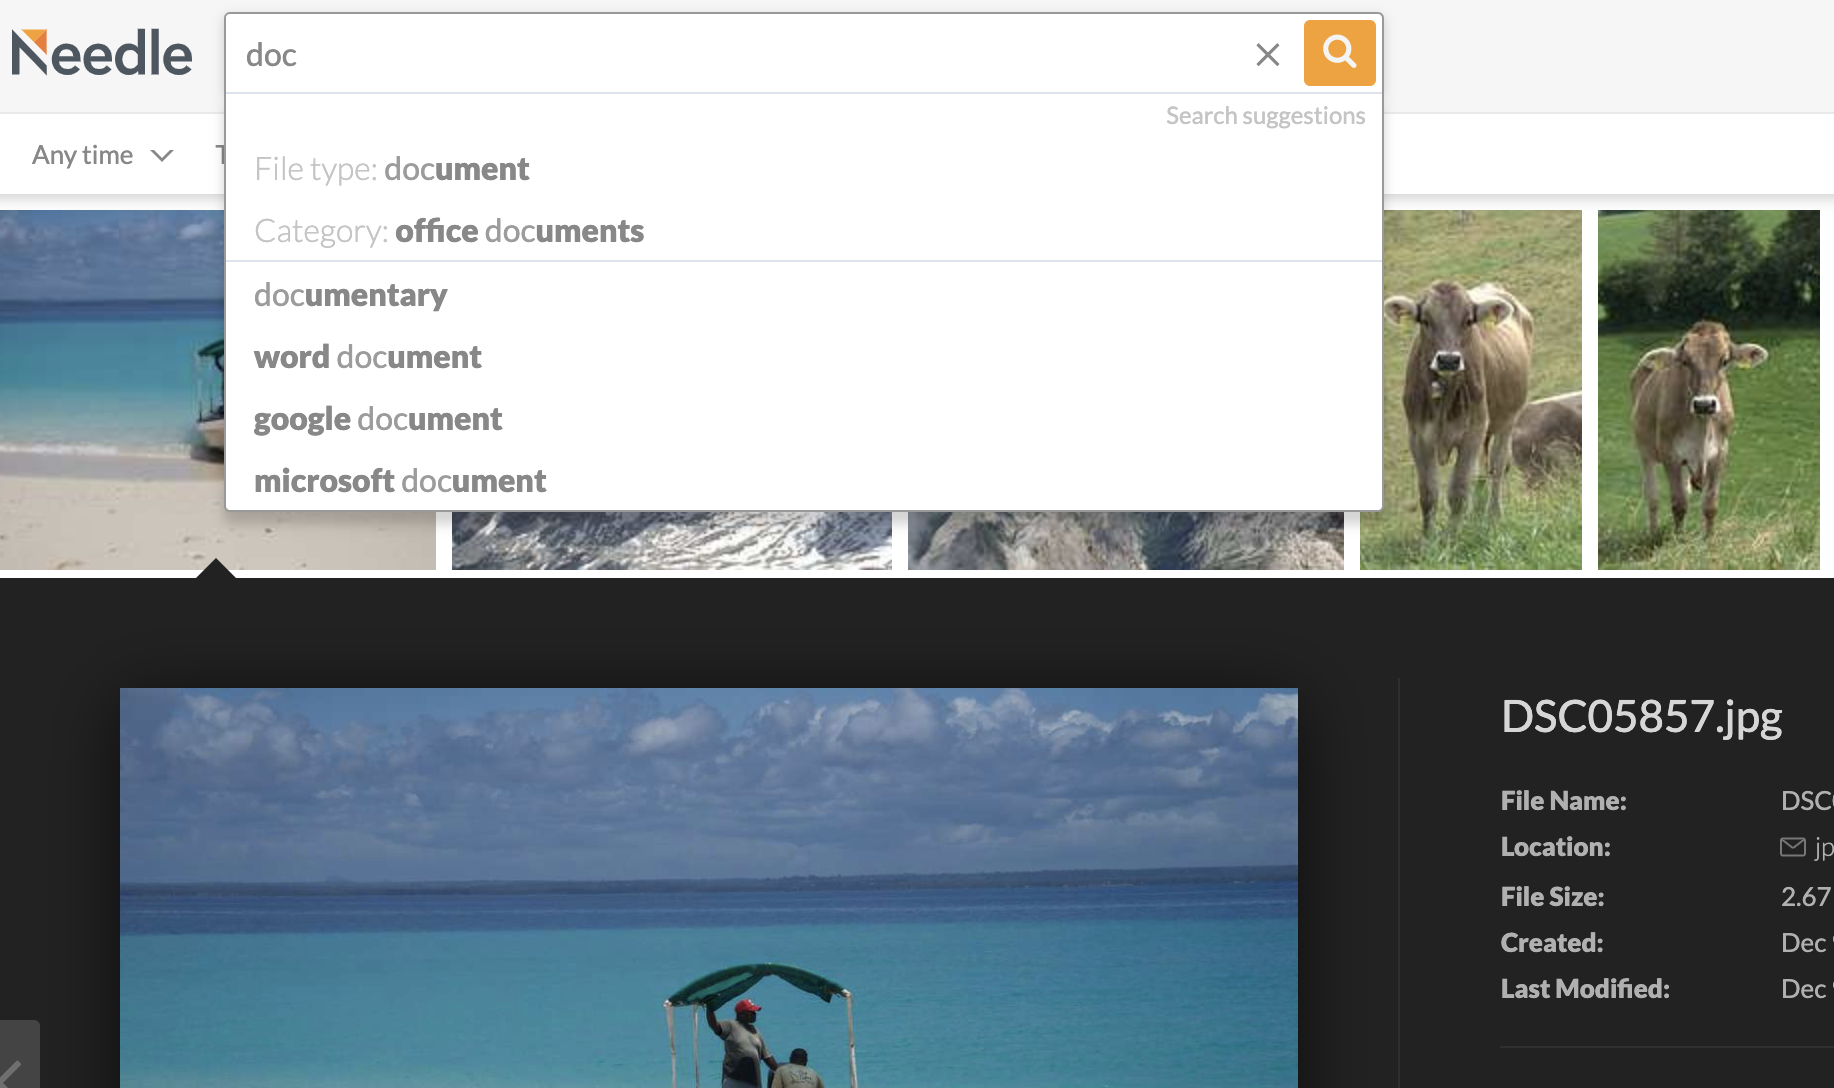 Needle
doc
Search suggestions
Any time
File type: document
Category: office documents
documentary
word document
google document
microsoft document
DSC05857.jpg
File Name: DSC
Location: jp
File Size: 2.67
Created: Dec
Last Modified: Dec